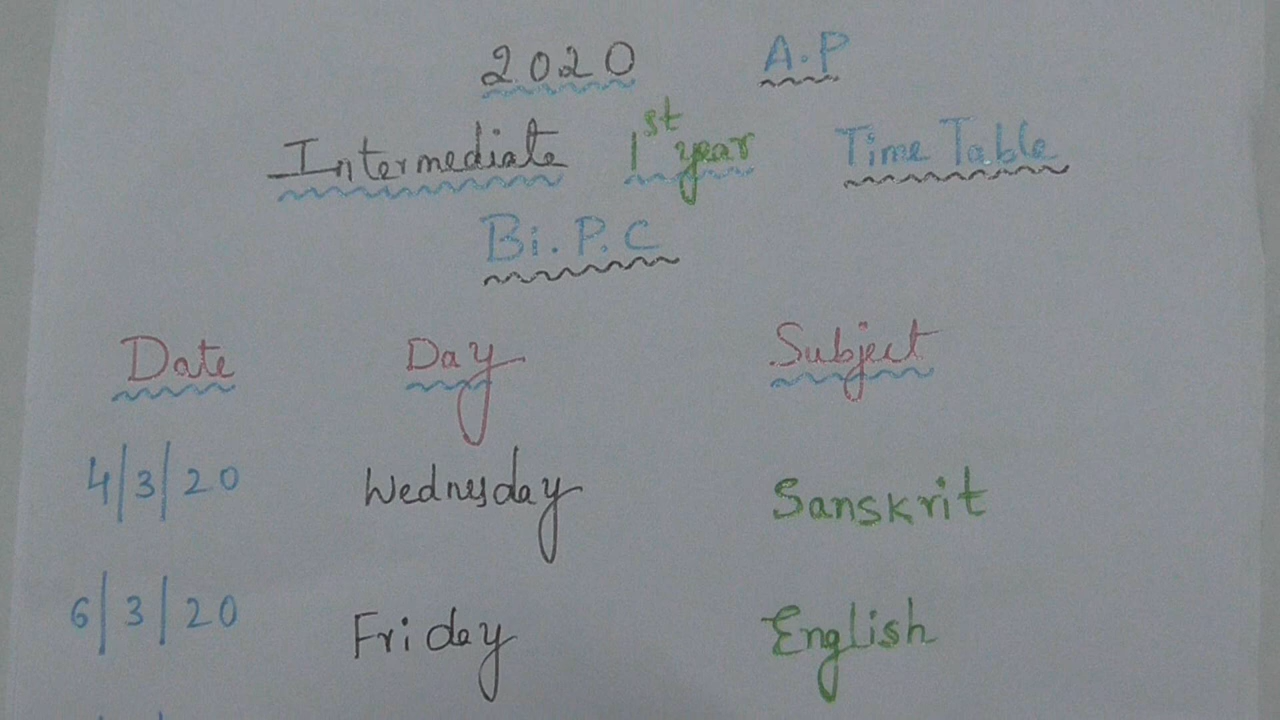 2020 A.P
Intermediate 1st year Time Table
Bi.P.C
Date Day Subject
4/3/20 Wednesday Sanskrit
6/3/20 Friday English